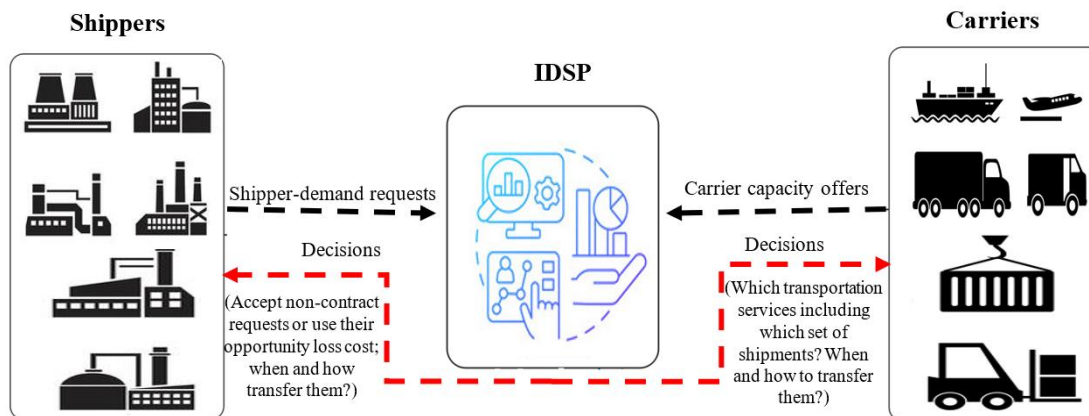 Shippers
IDSP
Carriers
Shipper-demand requests
Carrier capacity offers
Decisions
(Accept non-contract
requests or use their
opportunity loss cost;
when and how
transfer them?)
Decisions
(Which transportation
services including
which set of
shipments? When
and how to transfer
them?)